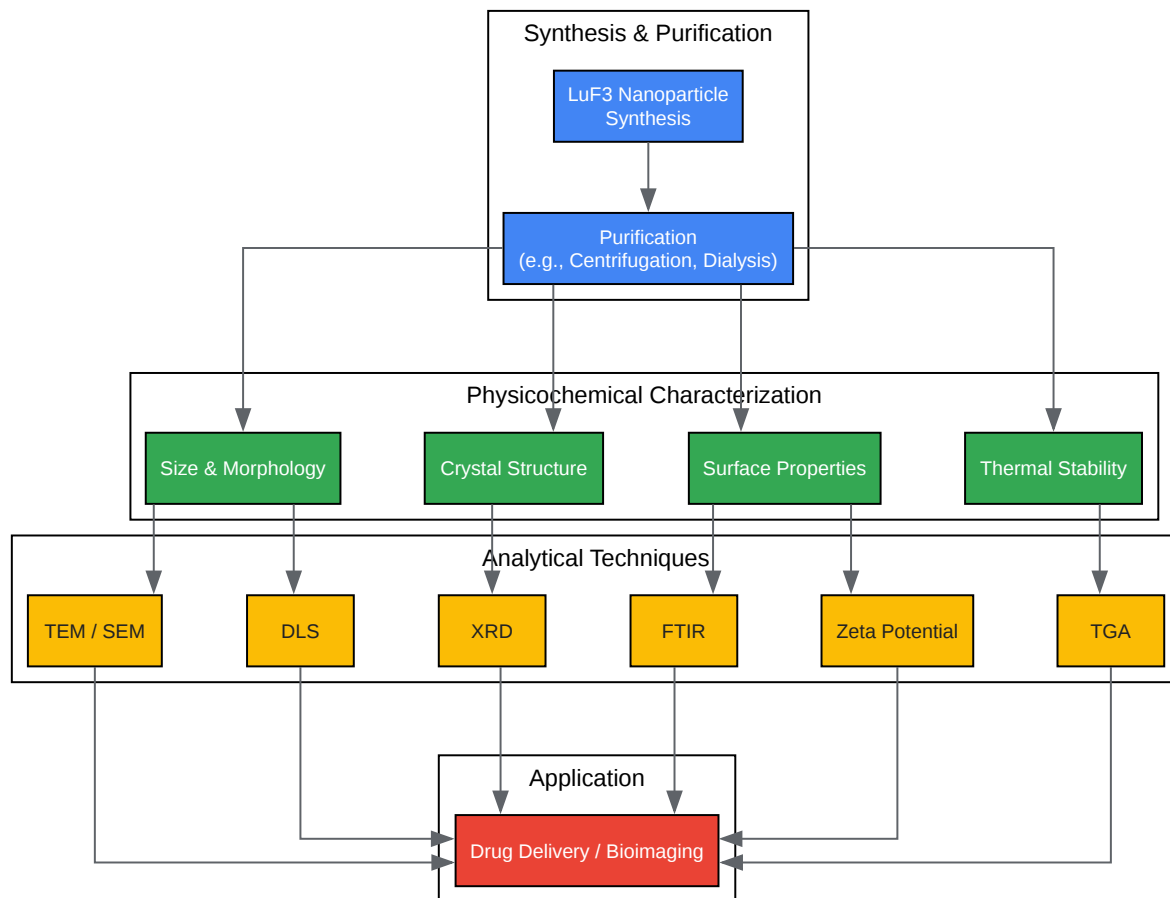 Synthesis & Purification
LuF3 Nanoparticle
Synthesis
Purification
(e.g., Centrifugation, Dialysis)
Physicochemical Characterization
Size & Morphology
Crystal Structure
Surface Properties
Thermal Stability
Analytical Techniques
TEM / SEM
DLS
XRD
FTIR
Zeta Potential
TGA
Application
Drug Delivery / Bioimaging